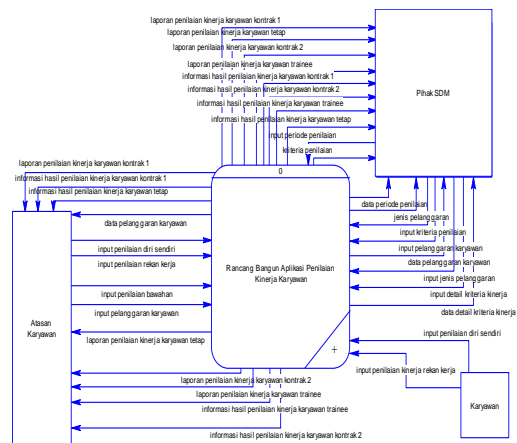 laporan penilaian kinerja karyawan kontrak 1
laporan penilaian kinerja karyawan tetap
laporan penilaian kinerja karyawan kontrak 2
laporan penilaian kinerja karyawan trainee
informasi hasil penilaian kinerja karyawan kontrak 1
informasi hasil penilaian kinerja karyawan kontrak 2
informasi hasil penilaian kinerja karyawan trainee
informasi hasil penilaian kinerja karyawan tetap
input periode penilaian
kriteria penilaian
Pihak SDM
laporan penilaian kinerja karyawan kontrak 1
informasi hasil penilaian kinerja karyawan kontrak 1
informasi hasil penilaian kinerja karyawan tetap
0
data periode penilaian
jenis pelanggaran
data pelanggaran karyawan
input kriteria penilaian
input penilaian diri sendiri
input pelanggaran karyawan
input penilaian rekan kerja
data pelanggaran karyawan
Rancang Bangun Aplikasi Penilaian
Kinerja Karyawan
input jenis pelanggaran
input penilaian bawahan
input detail kriteria kinerja
input pelanggaran karyawan
data detail kriteria kinerja
Atasan
Karyawan
laporan penilaian kinerja karyawan tetap
input penilaian diri sendiri
+
input penilaian kinerja rekan kerja
laporan penilaian kinerja karyawan kontrak 2
laporan penilaian kinerja karyawan trainee
informasi hasil penilaian kinerja karyawan trainee
Karyawan
informasi hasil penilaian kinerja karyawan kontrak 2